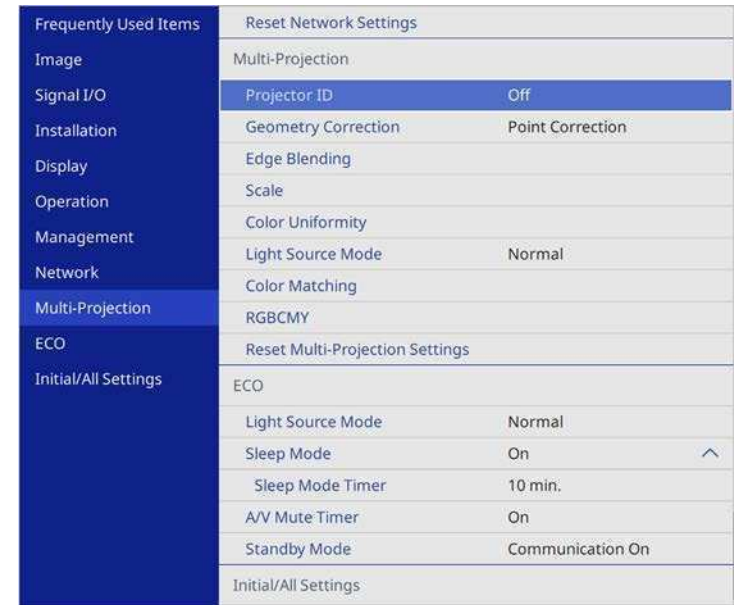 Frequently Used Items
Image
Signal I/O
Installation
Display
Operation
Management
Network
Multi-Projection
ECO
Initial/All Settings
Reset Network Settings
Multi-Projection
Projector ID Off
Geometry Correction Point Correction
Edge Blending
Scale
Color Uniformity
Light Source Mode Normal
Color Matching
RGBCMY
Reset Multi-Projection Settings
ECO
Light Source Mode Normal
Sleep Mode On
Sleep Mode Timer 10 min.
A/V Mute Timer On
Standby Mode Communication On
Initial/All Settings